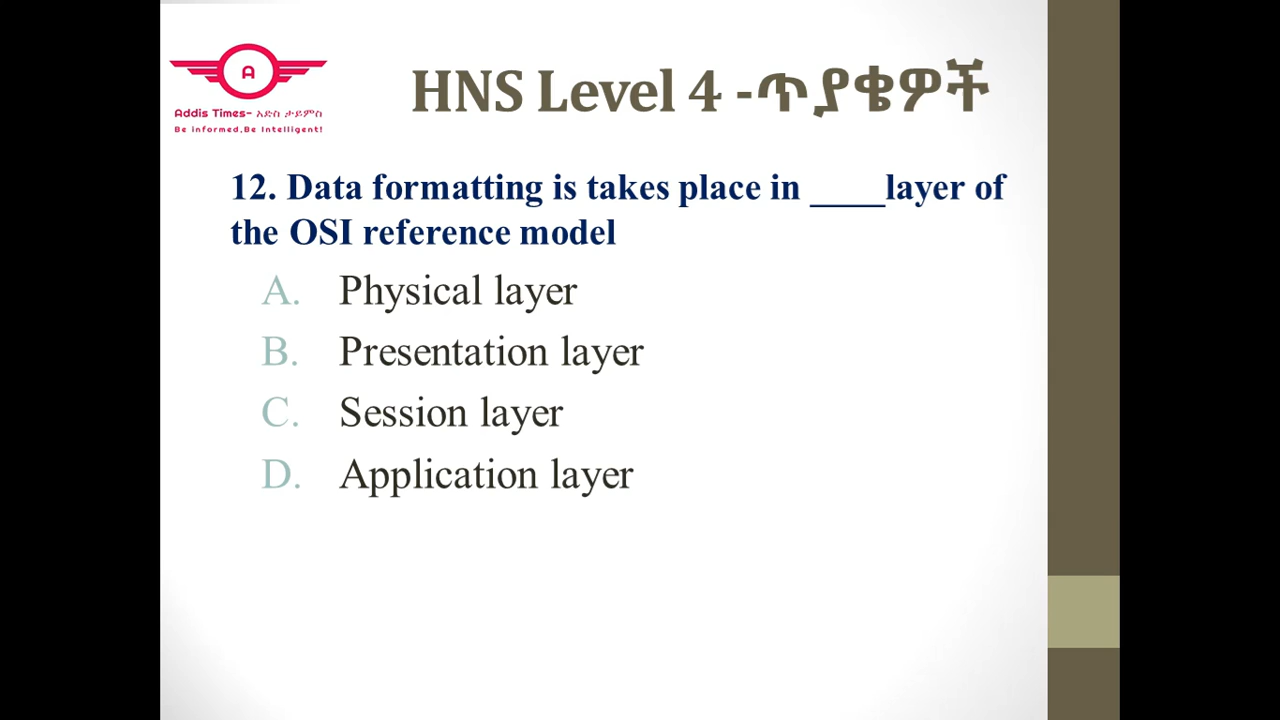 A
Addis Times- አዲስ ታይምስ
Be informed,Be Intelligent!
HNS Level 4 -ጥያቄዎች
12. Data formatting is takes place in ____layer of
the OSI reference model
A. Physical layer
B. Presentation layer
C. Session layer
D. Application layer